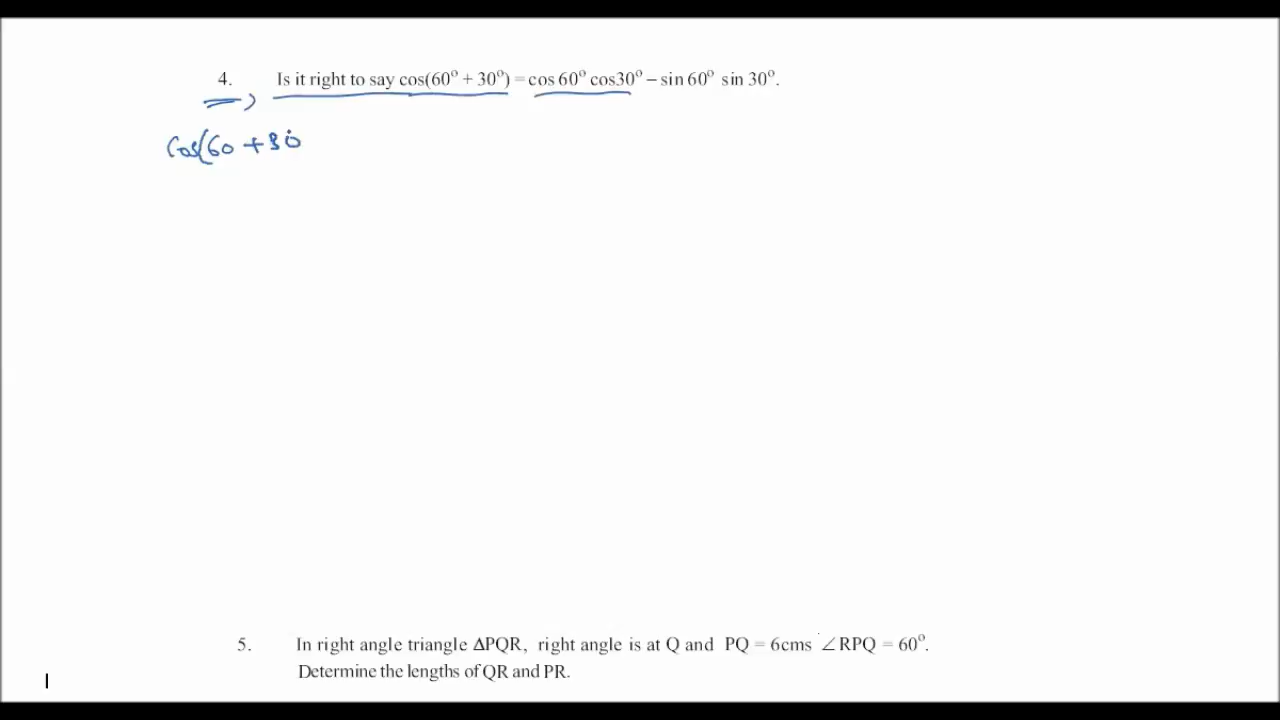 4. Is it right to say cos(60° + 30°) = cos 60° cos30° – sin 60° sin 30°.
Cos(60 + 30
5. In right angle triangle ΔPQR, right angle is at Q and PQ = 6cms ∠RPQ = 60°.
Determine the lengths of QR and PR.